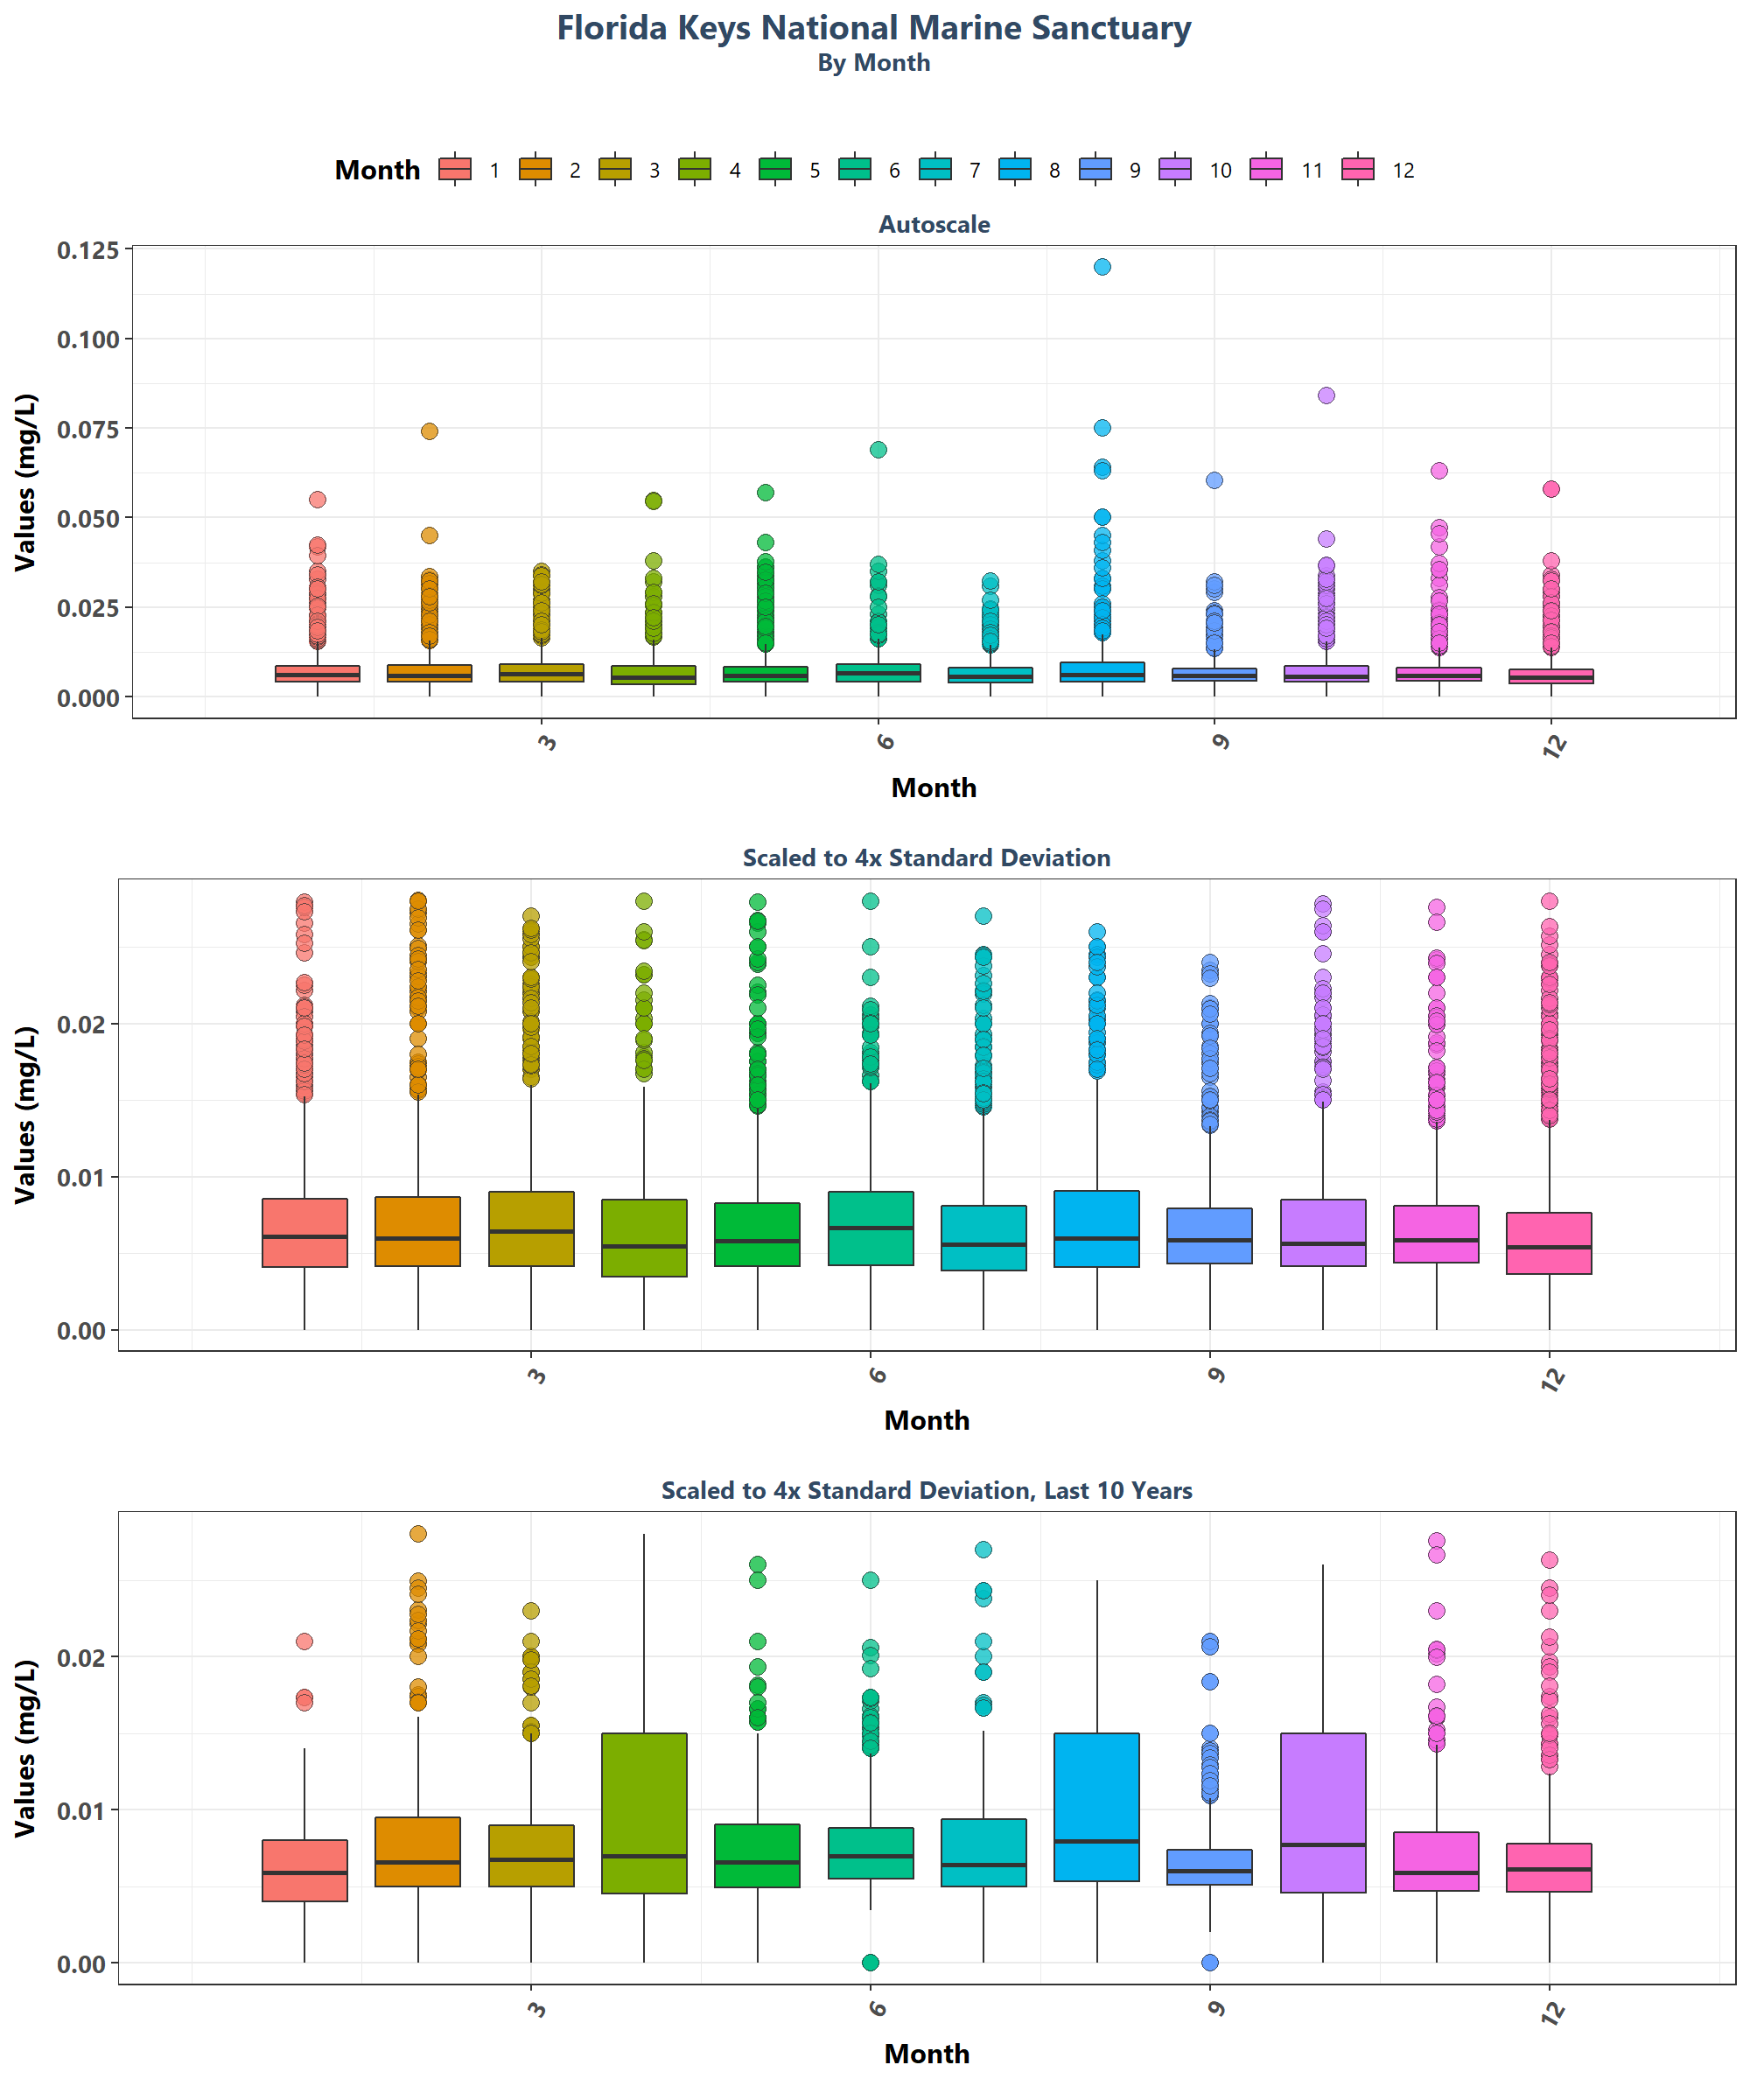 Florida Keys National Marine Sanctuary
By Month
Month 1 2 3 4 5 6 7 8 9 10 11 12
Autoscale
0.125
0.100
0.075
0.050
0.025
0.000
Values (mg/L)
3 6 9 12
Month
Scaled to 4x Standard Deviation
0.02
0.01
0.00
Values (mg/L)
3 6 9 12
Month
Scaled to 4x Standard Deviation, Last 10 Years
0.02
0.01
0.00
Values (mg/L)
3 6 9 12
Month